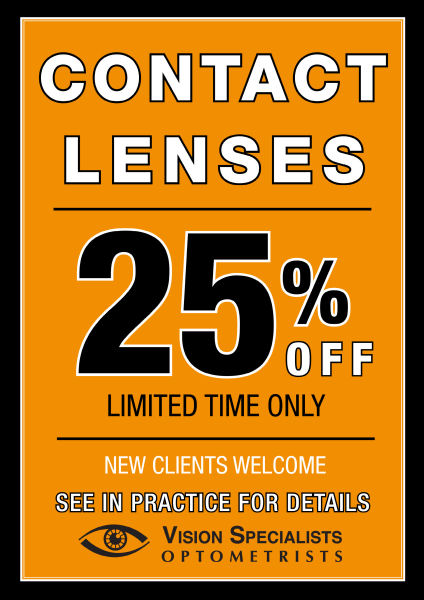 CONTACT
LENSES
25%
OFF
LIMITED TIME ONLY
NEW CLIENTS WELCOME
SEE IN PRACTICE FOR DETAILS
VISION SPECIALISTS
OPTOMETRISTS